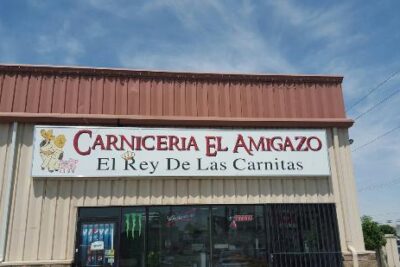 CARNICERIA EL AMIGAZO
El Rey De Las Carnitas